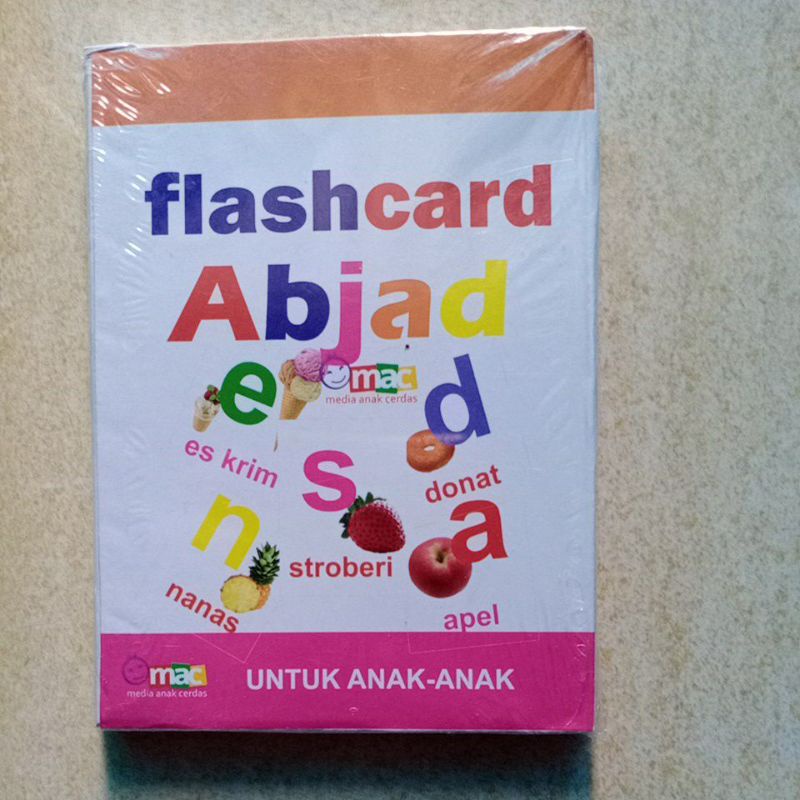 flashcard
Abjad
mac
media anak cerdas
e
es krim
d
donat
s
stroberi
n
nanas
a
apel
mac
media anak cerdas
UNTUK ANAK-ANAK